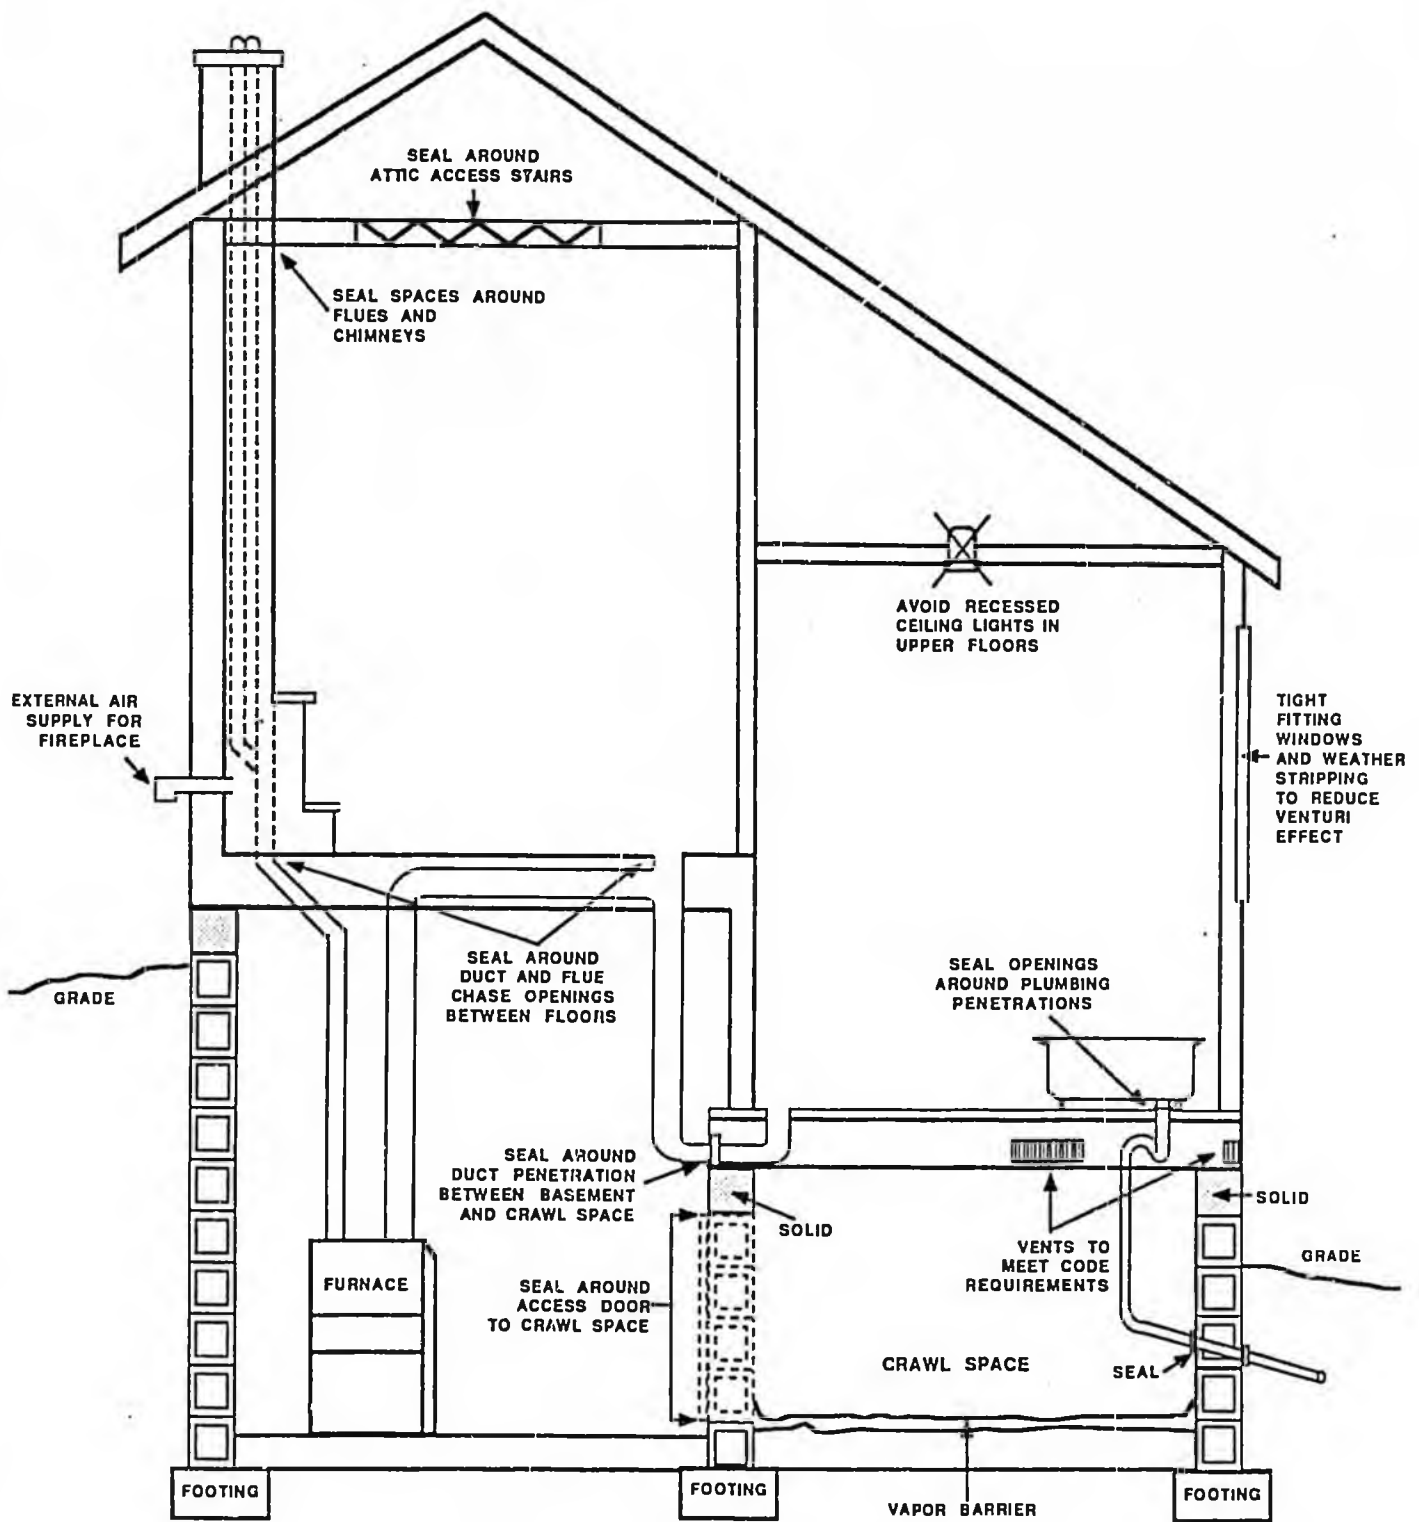 SEAL AROUND
ATTIC ACCESS STAIRS
SEAL SPACES AROUND
FLUES AND
CHIMNEYS
AVOID RECESSED
CEILING LIGHTS IN
UPPER FLOORS
EXTERNAL AIR
SUPPLY FOR
FIREPLACE
TIGHT
FITTING
WINDOWS
AND WEATHER
STRIPPING
TO REDUCE
VENTURI
EFFECT
GRADE
SEAL AROUND
DUCT AND FLUE
CHASE OPENINGS
BETWEEN FLOORS
SEAL OPENINGS
AROUND PLUMBING
PENETRATIONS
SEAL AROUND
DUCT PENETRATION
BETWEEN BASEMENT
AND CRAWL SPACE
SOLID
SOLID
VENTS TO
MEET CODE
REQUIREMENTS
GRADE
FURNACE
SEAL AROUND
ACCESS DOOR
TO CRAWL SPACE
CRAWL SPACE
SEAL
FOOTING
FOOTING
VAPOR BARRIER
FOOTING